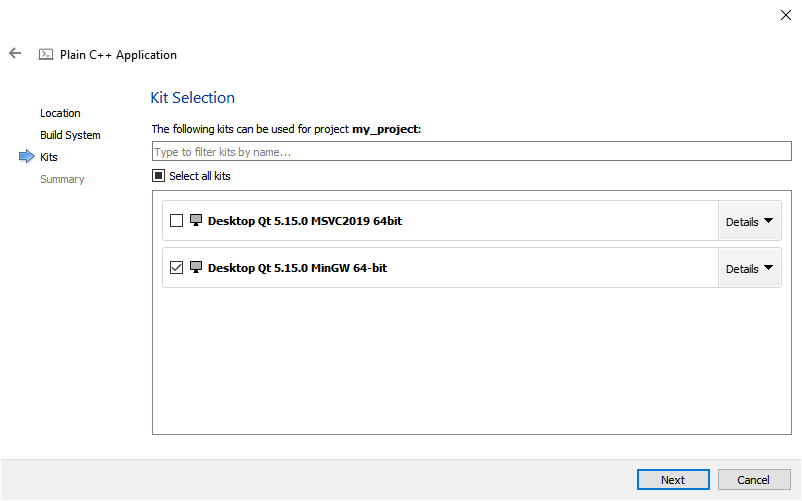 Plain C++ Application
Kit Selection
Location
Build System
Kits
Summary
The following kits can be used for project my_project:
Type to filter kits by name...
Select all kits
Desktop Qt 5.15.0 MSVC2019 64bit
Details
Desktop Qt 5.15.0 MinGW 64-bit
Details
Next
Cancel